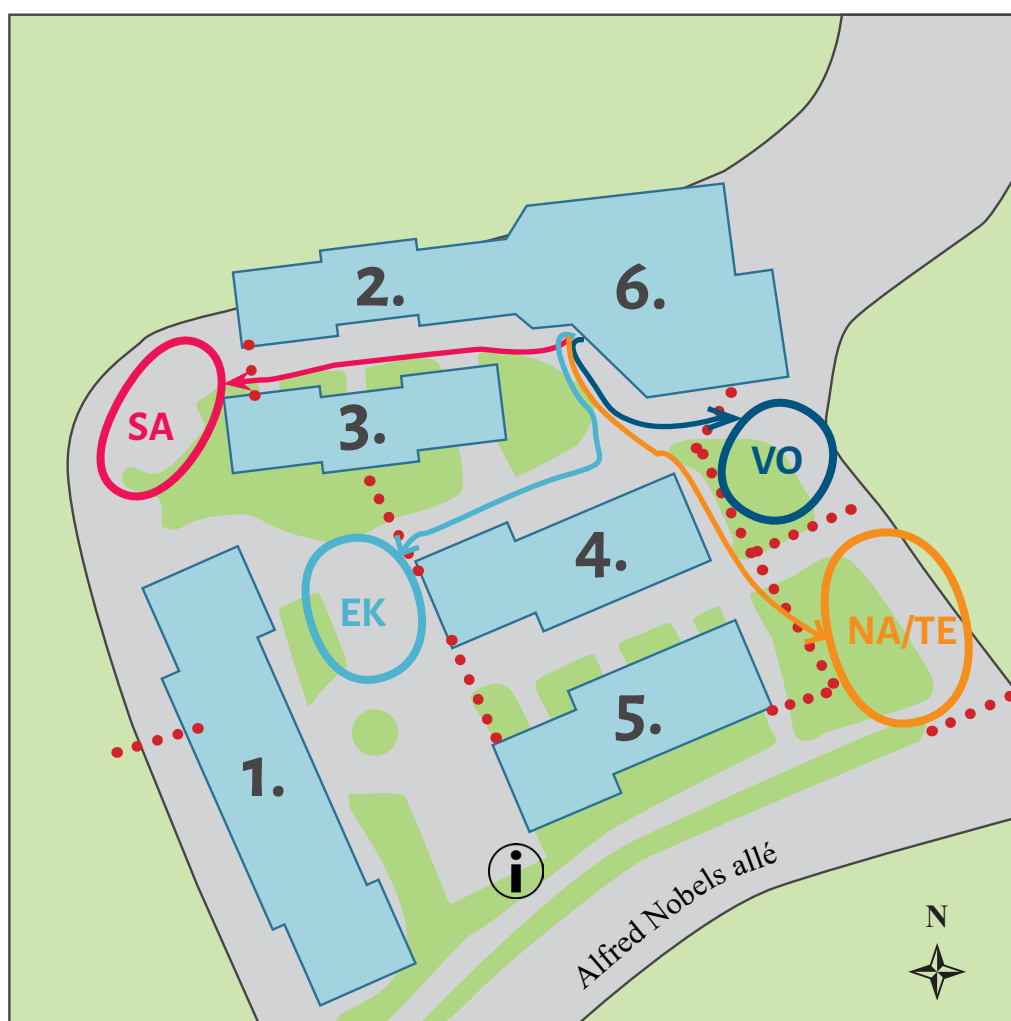 2.
6.
SA
3.
VO
4.
EK
NA/TE
5.
1.
i
Alfred Nobels allé
N